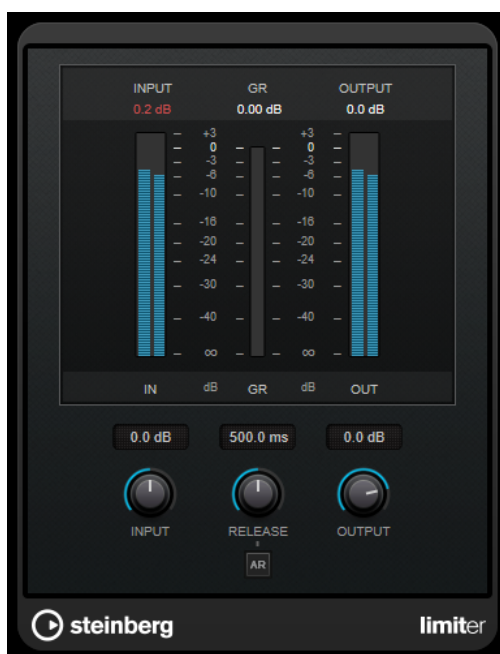 INPUT GR OUTPUT
0.2 dB 0.00 dB 0.0 dB
+3 +3
0 0
-3 -3
-6 -6
-10 -10
-16 -16
-20 -20
-24 -24
-30 -30
-40 -40
∞ ∞
IN dB GR dB OUT
0.0 dB 500.0 ms 0.0 dB
INPUT RELEASE OUTPUT
AR
steinberg limiter